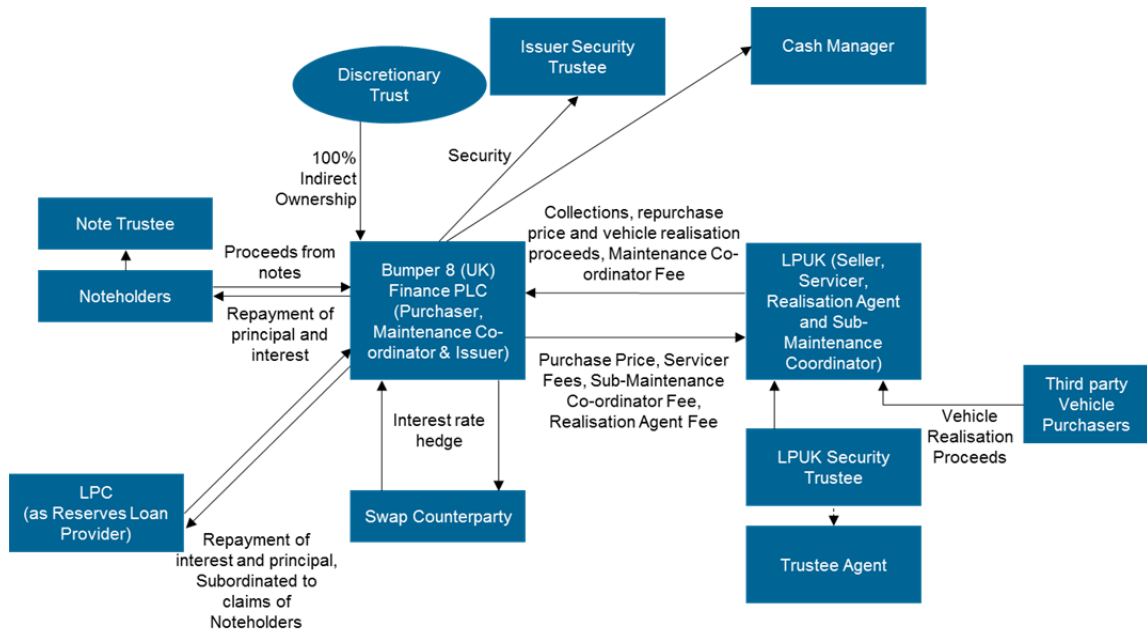 Issuer Security
Trustee
Cash Manager
Discretionary
Trust
Security
100%
Indirect
Ownership
Note Trustee
Noteholders
Proceeds from
notes
Repayment of
principal and
interest
Bumper 8 (UK)
Finance PLC
(Purchaser,
Maintenance Co-
ordinator & Issuer)
Collections, repurchase
price and vehicle realisation
proceeds, Maintenance Co-
ordinator Fee
LPUK (Seller,
Servicer,
Realisation Agent
and Sub-
Maintenance
Coordinator)
Purchase Price, Servicer
Fees, Sub-Maintenance
Co-ordinator Fee,
Realisation Agent Fee
Third party
Vehicle
Purchasers
Vehicle
Realisation
Proceeds
Interest rate
hedge
LPUK Security
Trustee
LPC
(as Reserves Loan
Provider)
Swap Counterparty
Trustee Agent
Repayment of
interest and principal,
Subordinated to
claims of
Noteholders